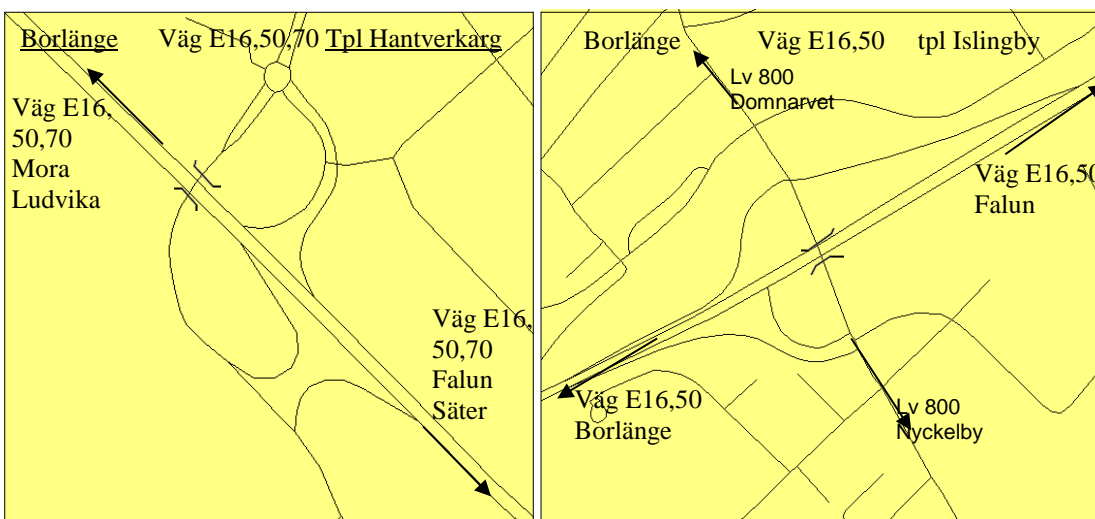 Borlänge Väg E16,50,70 Tpl Hantverkarg
Väg E16,
50,70
Mora
Ludvika
Väg E16,
50,70
Falun
Säter
Borlänge Väg E16,50 tpl Islingby
Lv 800
Domnarvet
Väg E16,50
Falun
Väg E16,50
Borlänge
Lv 800
Nyckelby